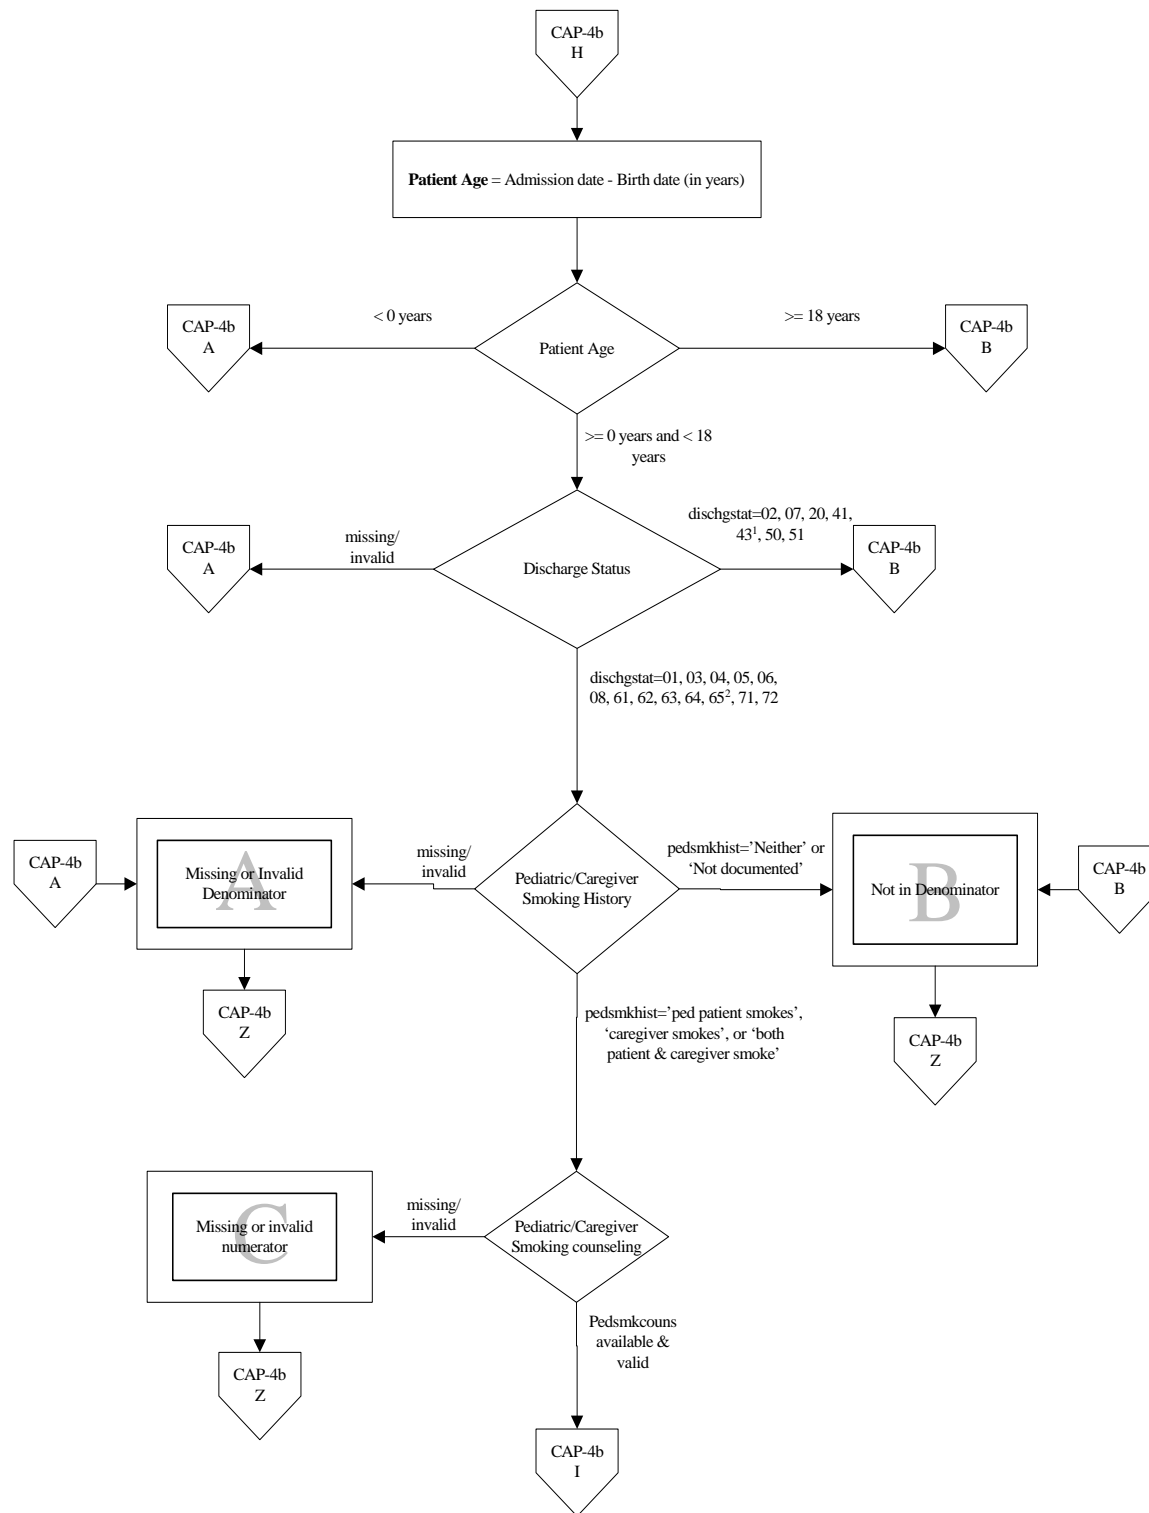 CAP-4b
H
Patient Age = Admission date - Birth date (in years)
CAP-4b
A
< 0 years
Patient Age
>= 18 years
CAP-4b
B
>= 0 years and < 18
years
CAP-4b
A
missing/
invalid
Discharge Status
dischgstat=02, 07, 20, 41,
43¹, 50, 51
CAP-4b
B
dischgstat=01, 03, 04, 05, 06,
08, 61, 62, 63, 64, 65², 71, 72
CAP-4b
A
A
Missing or Invalid
Denominator
missing/
invalid
Pediatric/Caregiver
Smoking History
pedsmkhist='Neither' or
‘Not documented’
B
Not in Denominator
CAP-4b
B
CAP-4b
Z
CAP-4b
Z
pedsmkhist=’ped patient smokes’,
‘caregiver smokes’, or ‘both
patient & caregiver smoke’
C
Missing or invalid
numerator
missing/
invalid
Pediatric/Caregiver
Smoking counseling
CAP-4b
Z
Pedsmkcouns
available &
valid
CAP-4b
I